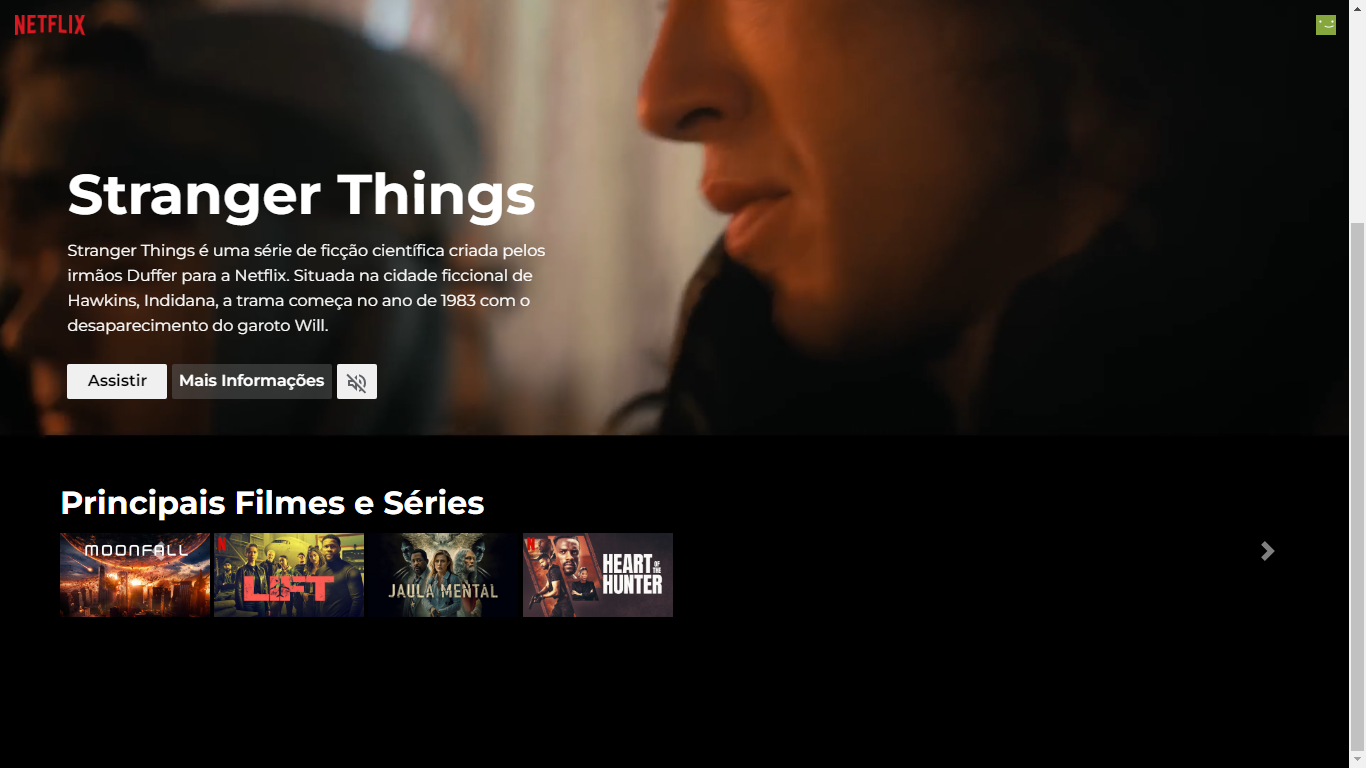 NETFLIX
Stranger Things
Stranger Things é uma série de ficção científica criada pelos
irmãos Duffer para a Netflix. Situada na cidade ficcional de
Hawkins, Indidana, a trama começa no ano de 1983 com o
desaparecimento do garoto Will.
Assistir
Mais Informações
Principais Filmes e Séries
MOONFALL
N
LIFT
JAULA MENTAL
N
HEART OF THE
HUNTER